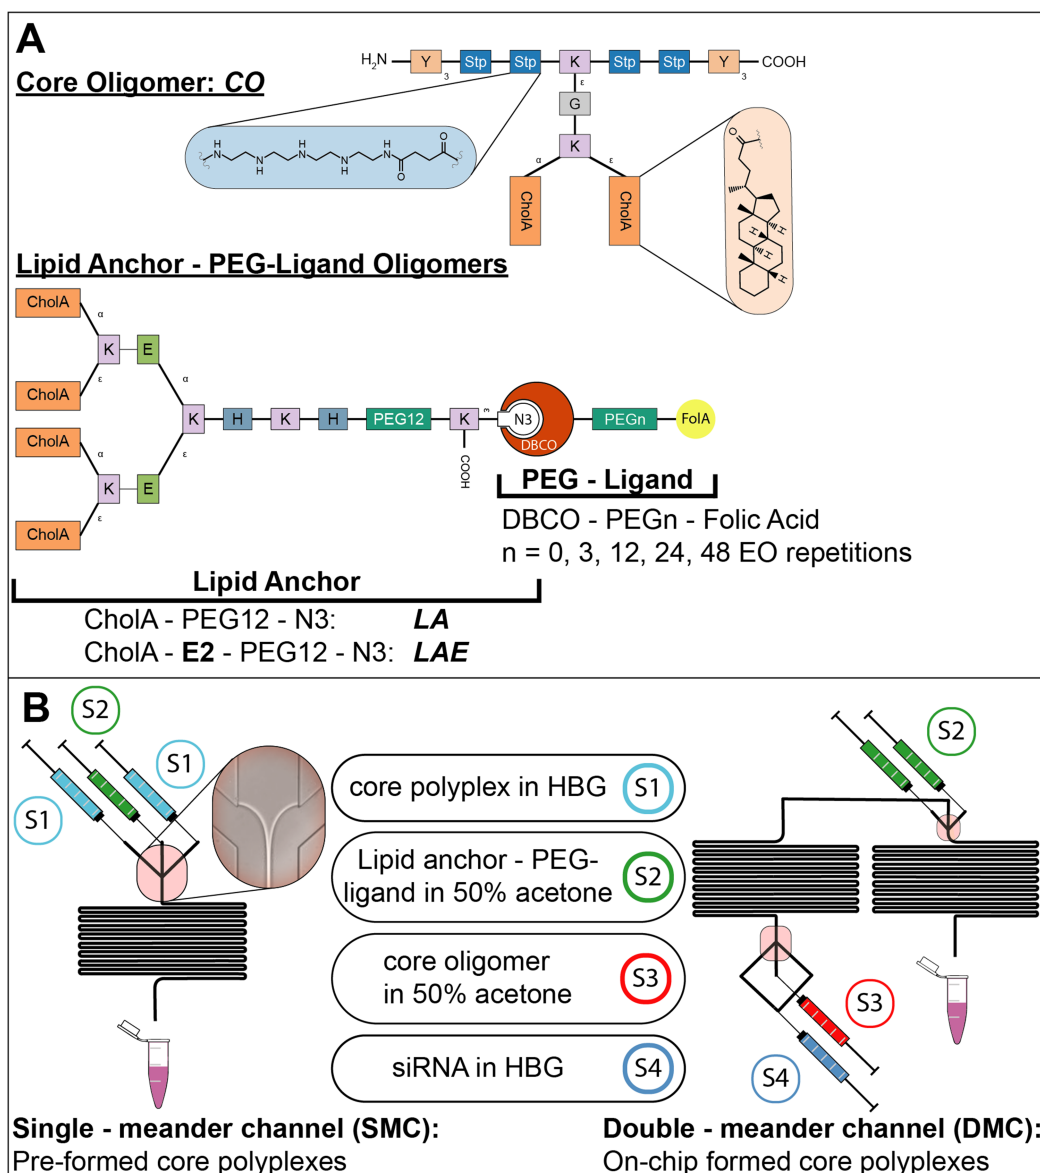 A
Core Oligomer: CO
H2N Y 3 Stp Stp K Stp Stp Y 3 COOH
ε
G
K
α ε
CholA CholA
H N N H H N N H H N O O
O H H H H
Lipid Anchor - PEG-Ligand Oligomers
CholA
α
K E
ε
CholA
α
K H K H PEG12 K ε N3 DBCO PEGn FolA
COOH
ε
CholA
α
K E
ε
CholA
PEG - Ligand
DBCO - PEGn - Folic Acid
n = 0, 3, 12, 24, 48 EO repetitions
Lipid Anchor
CholA - PEG12 - N3: LA
CholA - E2 - PEG12 - N3: LAE
B
S2
S1
S1
core polyplex in HBG S1
Lipid anchor - PEG-
ligand in 50% acetone S2
core oligomer
in 50% acetone S3
siRNA in HBG S4
S2
S3
S4
Single - meander channel (SMC):
Pre-formed core polyplexes
Double - meander channel (DMC):
On-chip formed core polyplexes